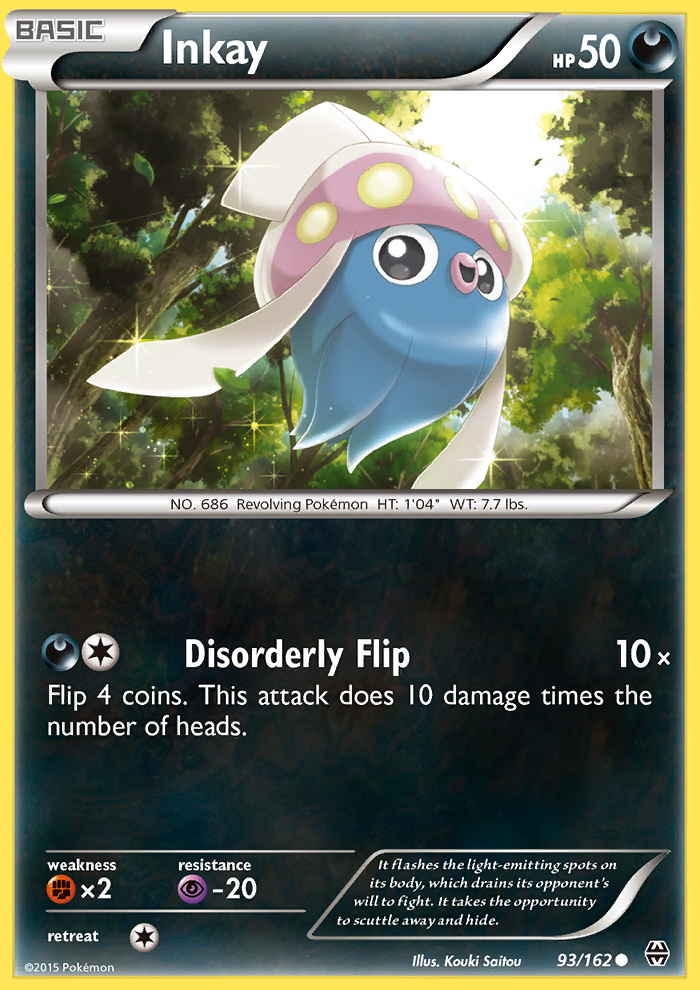 BASIC
Inkay
HP50
NO. 686 Revolving Pokémon HT: 1'04" WT: 7.7 lbs.
Disorderly Flip 10×
Flip 4 coins. This attack does 10 damage times the
number of heads.
weakness
×2
resistance
-20
It flashes the light-emitting spots on
its body, which drains its opponent's
will to fight. It takes the opportunity
to scuttle away and hide.
retreat
Illus. Kouki Saitou
93/162
©2015 Pokémon